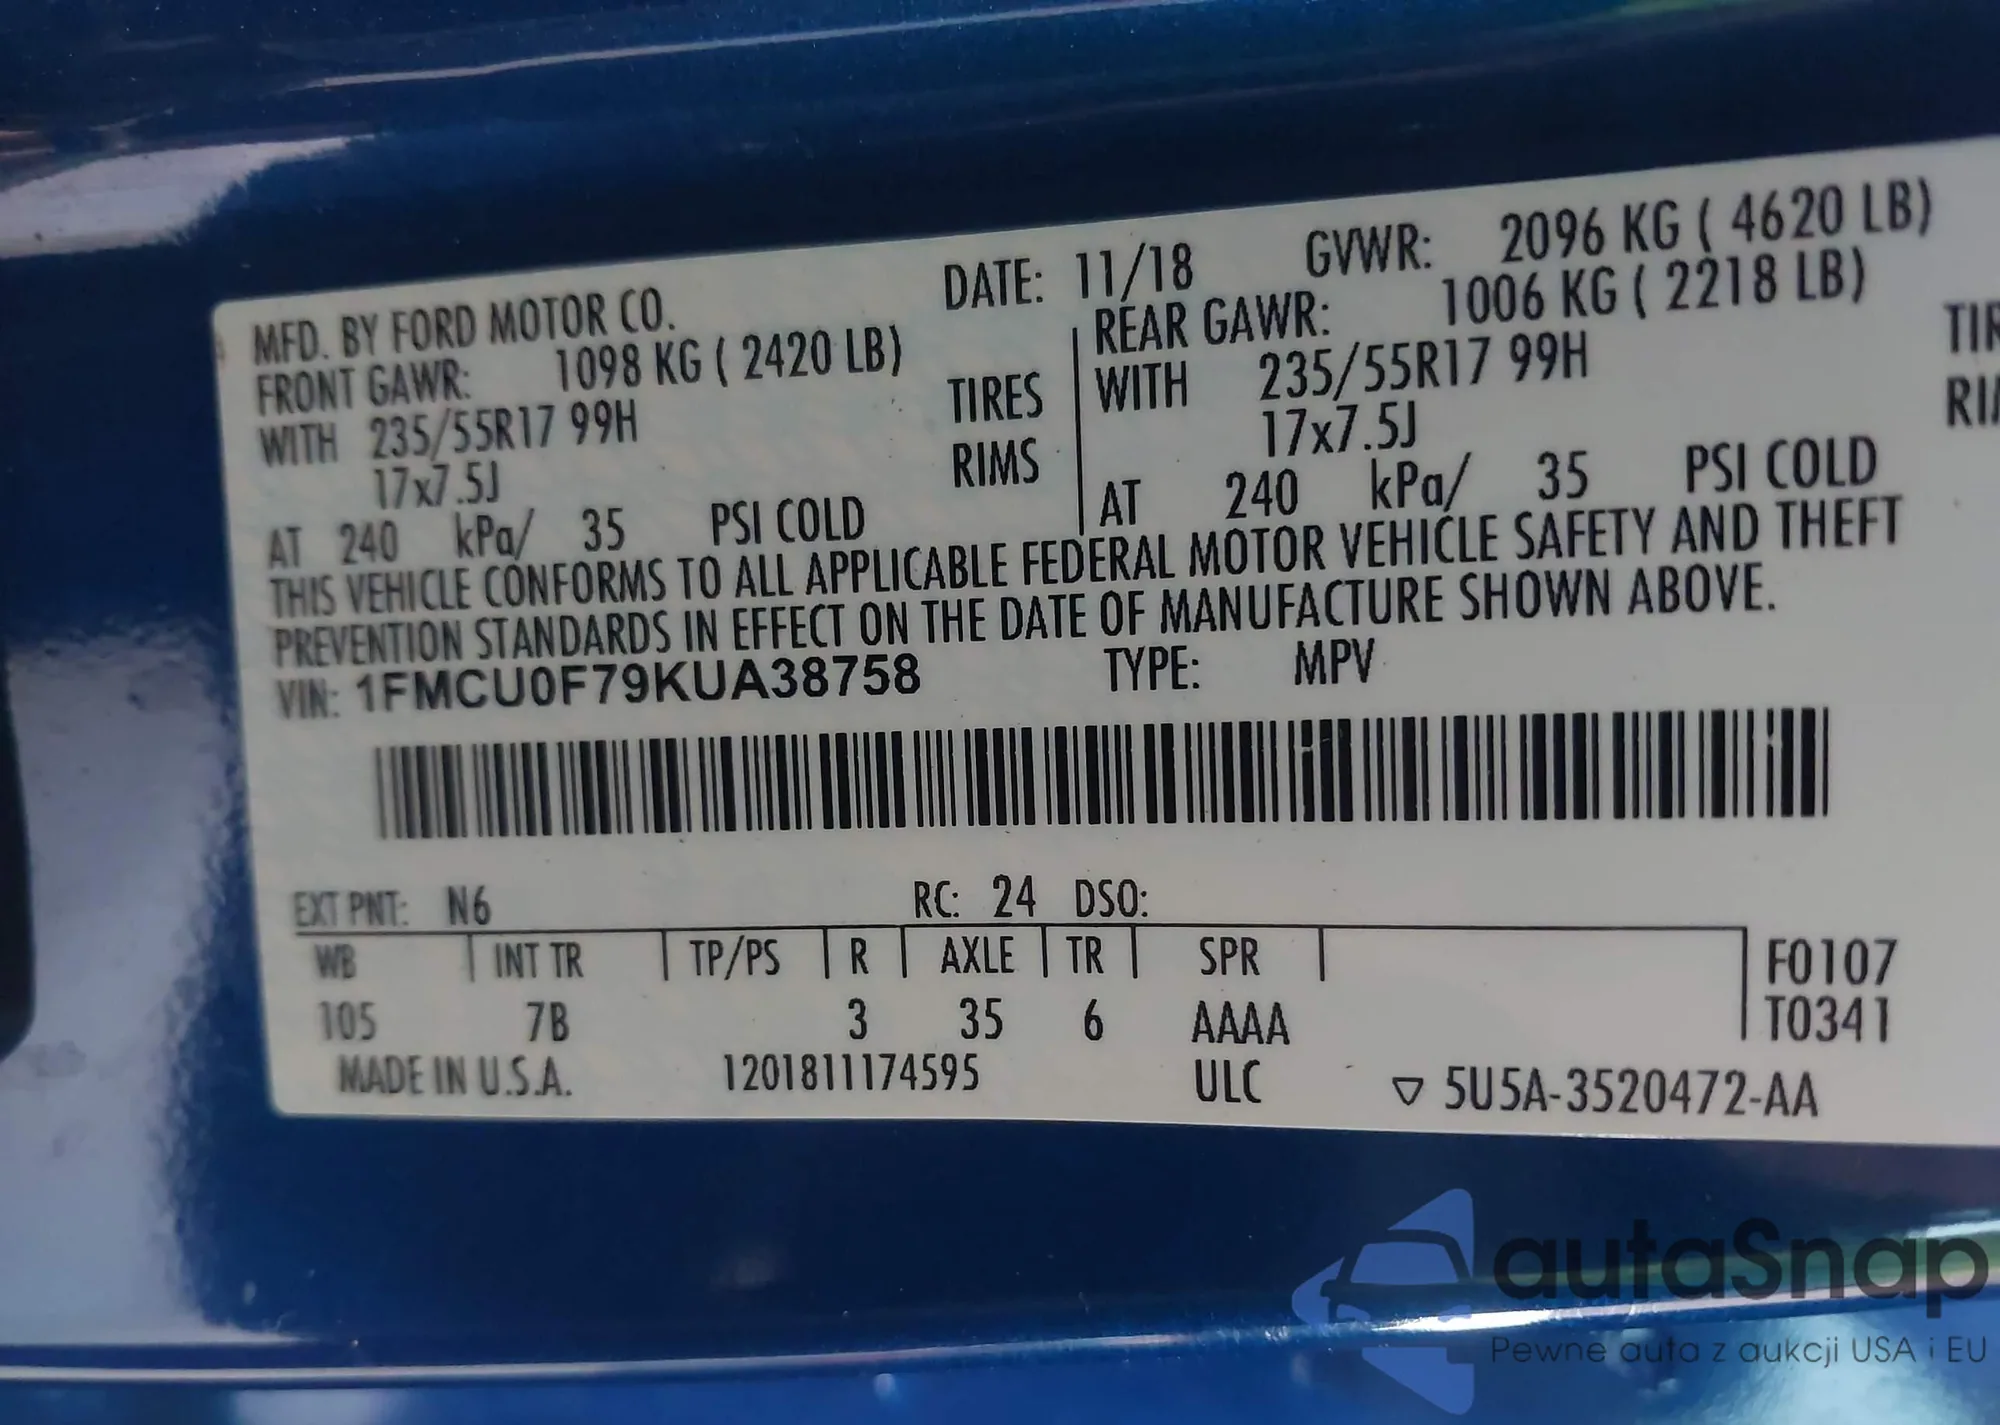 MFD. BY FORD MOTOR CO. DATE: 11/18 GVWR: 2096 KG ( 4620 LB)
FRONT GAWR: 1098 KG ( 2420 LB) REAR GAWR: 1006 KG ( 2218 LB)
WITH 235/55R17 99H TIRES WITH 235/55R17 99H TIR
17x7.5J RIMS 17x7.5J RI
AT 240 kPa/ 35 PSI COLD AT 240 kPa/ 35 PSI COLD
THIS VEHICLE CONFORMS TO ALL APPLICABLE FEDERAL MOTOR VEHICLE SAFETY AND THEFT
PREVENTION STANDARDS IN EFFECT ON THE DATE OF MANUFACTURE SHOWN ABOVE.
VIN: 1FMCU0F79KUA38758 TYPE: MPV
EXT PNT: N6 RC: 24 DSO:
WB INT TR TP/PS R AXLE TR SPR F0107
105 7B 3 35 6 AAAA T0341
MADE IN U.S.A. 1201811174595 ULC ▽ 5U5A-3520472-AA
autaSnap
Pewne auta z aukcji USA i EU